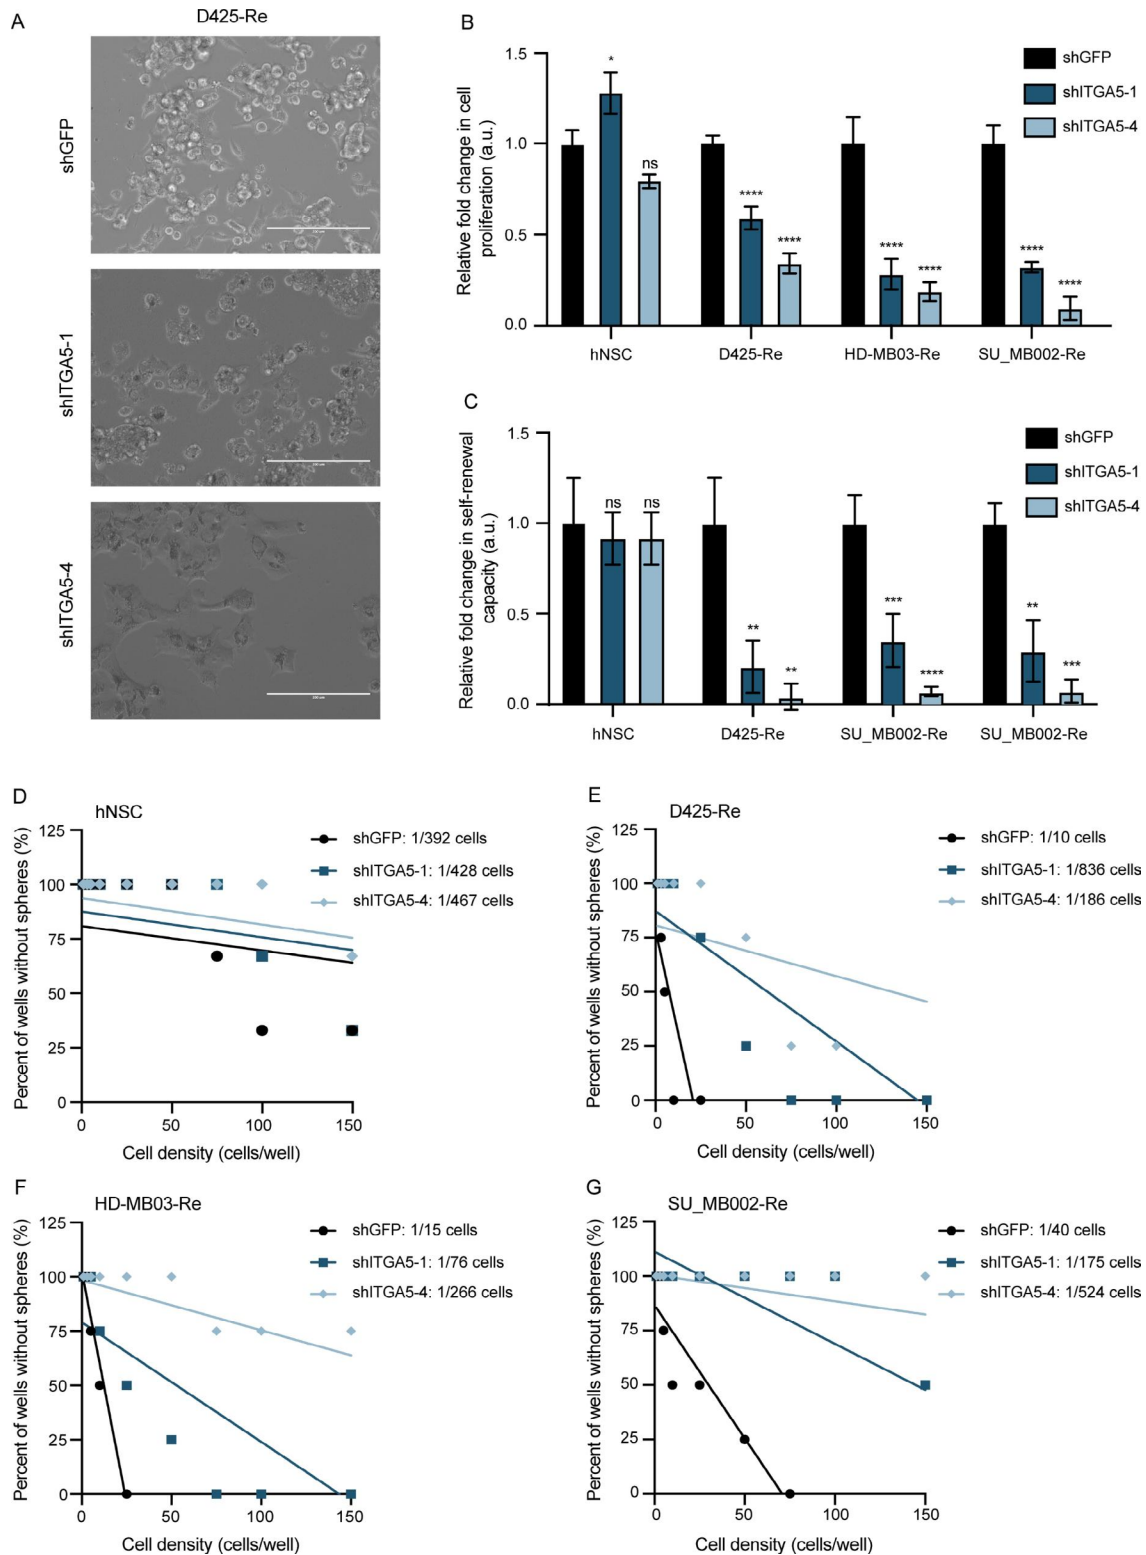 A
D425-Re
shGFP
shITGA5-1
shITGA5-4
B
Relative fold change in cell
proliferation (a.u.)
1.5
1.0
0.5
0.0
*
ns
****
****
****
****
****
****
hNSC
D425-Re
HD-MB03-Re
SU_MB002-Re
shGFP
shITGA5-1
shITGA5-4
C
Relative fold change in self-renewal
capacity (a.u.)
1.5
1.0
0.5
0.0
ns
ns
**
**
***
****
**
***
hNSC
D425-Re
SU_MB002-Re
SU_MB002-Re
shGFP
shITGA5-1
shITGA5-4
D
hNSC
Percent of wells without spheres (%)
125
100
75
50
25
0
0
50
100
150
Cell density (cells/well)
shGFP: 1/392 cells
shITGA5-1: 1/428 cells
shITGA5-4: 1/467 cells
E
D425-Re
Percent of wells without spheres (%)
125
100
75
50
25
0
0
50
100
150
Cell density (cells/well)
shGFP: 1/10 cells
shITGA5-1: 1/836 cells
shITGA5-4: 1/186 cells
F
HD-MB03-Re
Percent of wells without spheres (%)
125
100
75
50
25
0
0
50
100
150
Cell density (cells/well)
shGFP: 1/15 cells
shITGA5-1: 1/76 cells
shITGA5-4: 1/266 cells
G
SU_MB002-Re
Percent of wells without spheres (%)
125
100
75
50
25
0
0
50
100
150
Cell density (cells/well)
shGFP: 1/40 cells
shITGA5-1: 1/175 cells
shITGA5-4: 1/524 cells